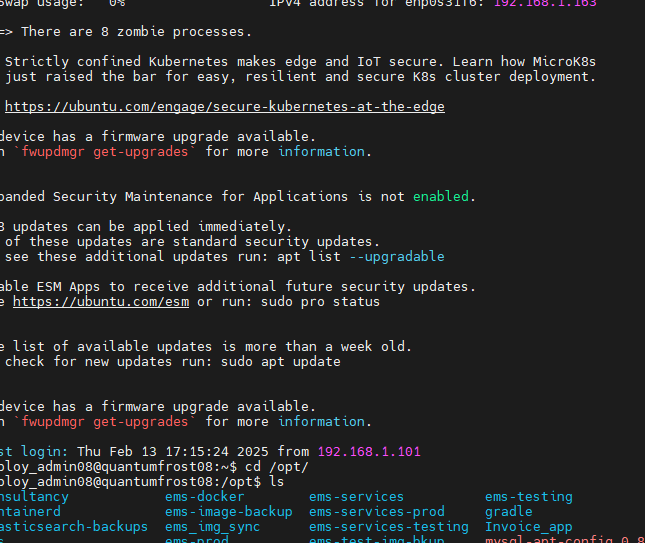 Swap usage:   0%                  IPv4 address for enp0s31f6: 192.168.1.163
=> There are 8 zombie processes.
Strictly confined Kubernetes makes edge and IoT secure. Learn how MicroK8s
just raised the bar for easy, resilient and secure K8s cluster deployment.
https://ubuntu.com/engage/secure-kubernetes-at-the-edge
device has a firmware upgrade available.
n `fwupdmgr get-upgrades` for more information.
panded Security Maintenance for Applications is not enabled.
updates can be applied immediately.
of these updates are standard security updates.
see these additional updates run: apt list --upgradable
able ESM Apps to receive additional future security updates.
e https://ubuntu.com/esm or run: sudo pro status
e list of available updates is more than a week old.
check for new updates run: sudo apt update
device has a firmware upgrade available.
n `fwupdmgr get-upgrades` for more information.
st login: Thu Feb 13 17:15:24 2025 from 192.168.1.101
ploy_admin08@quantumfrost08:~$ cd /opt/
ploy_admin08@quantumfrost08:/opt$ ls
nsultancy            ems-docker        ems-services          ems-testing
ntainerd             ems-image-backup  ems-services-prod     gradle
asticsearch-backups  ems_img_sync      ems-services-testing  Invoice_app
s                    ems-prod          ems-test-img-bkup     mysql-apt-config_0.8